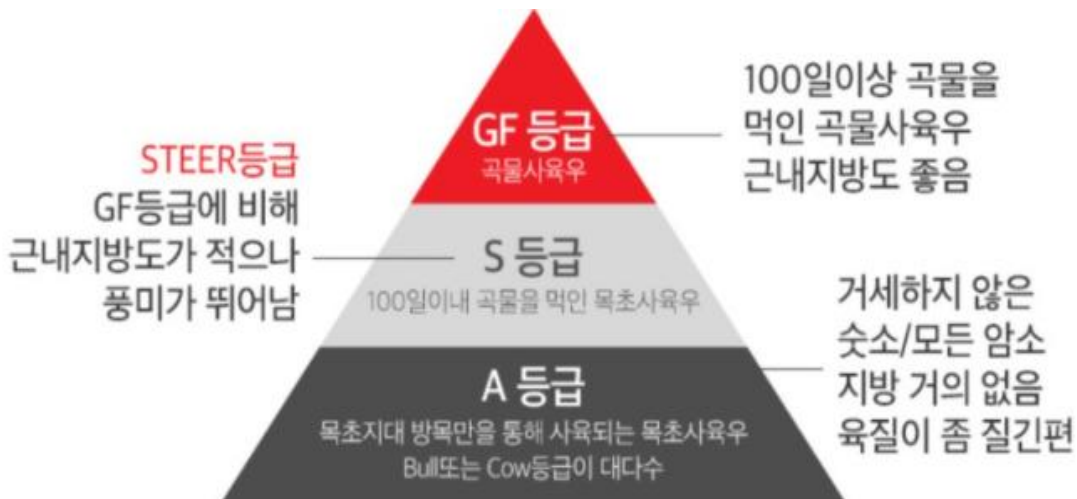 GF 등급
곡물사육우
100일이상 곡물을
먹인 곡물사육우
근내지방도 좋음
STEER등급
GF등급에 비해
근내지방도가 적으나
풍미가 뛰어남
S 등급
100일이내 곡물을 먹인 목초사육우
A 등급
목초지대 방목만을 통해 사육되는 목초사육우
Bull또는 Cow등급이 대다수
거세하지 않은
숫소/모든 암소
지방 거의 없음
육질이 좀 질긴편